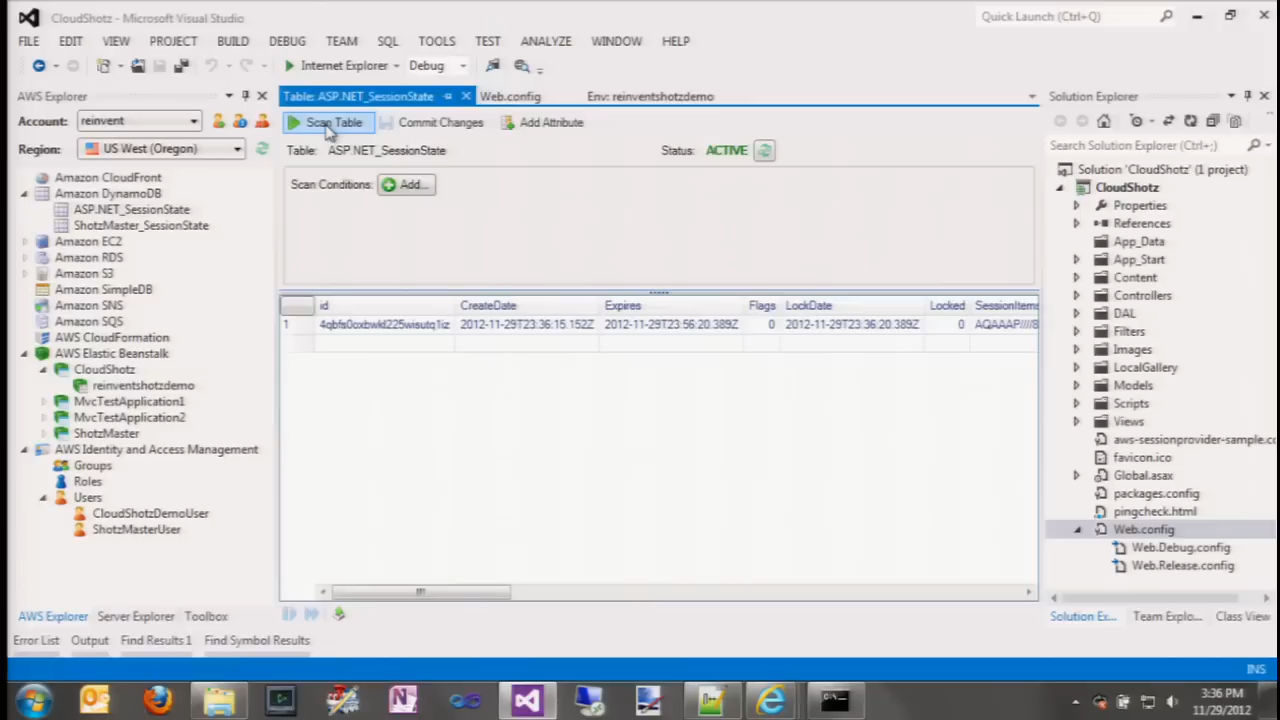 CloudShotz - Microsoft Visual Studio
Quick Launch (Ctrl+Q)
FILE EDIT VIEW PROJECT BUILD DEBUG TEAM SQL TOOLS TEST ANALYZE WINDOW HELP
Internet Explorer Debug
AWS Explorer
Account: reinvent
Region: US West (Oregon)
Amazon CloudFront
Amazon DynamoDB
ASP.NET_SessionState
ShotzMaster_SessionState
Amazon EC2
Amazon RDS
Amazon S3
Amazon SimpleDB
Amazon SNS
Amazon SQS
AWS CloudFormation
AWS Elastic Beanstalk
CloudShotz
reinventshotzdemo
MvcTestApplication1
MvcTestApplication2
ShotzMaster
AWS Identity and Access Management
Groups
Roles
Users
CloudShotzDemoUser
ShotzMasterUser
AWS Explorer Server Explorer Toolbox
Table: ASP.NET_SessionState Web.config Env: reinventshotzdemo
Scan Table Commit Changes Add Attribute
Table: ASP.NET_SessionState Status: ACTIVE
Scan Conditions: Add...
id CreateDate Expires Flags LockDate Locked SessionItems
1 2012-11-29T23:36:15.152Z 2012-11-29T23:56:20.389Z 0 2012-11-29T23:36:20.389Z 0
Solution Explorer
Search Solution Explorer (Ctrl+;)
Solution 'CloudShotz' (1 project)
CloudShotz
Properties
References
App_Data
App_Start
Content
Controllers
DAL
Filters
Images
LocalGallery
Models
Scripts
Views
aws-sessionprovider-sample.co
favicon.ico
Global.asax
packages.config
pingcheck.html
Web.config
Web.Debug.config
Web.Release.config
Solution Ex... Team Explo... Class View
Error List Output Find Results 1 Find Symbol Results
INS
3:36 PM
11/29/2012